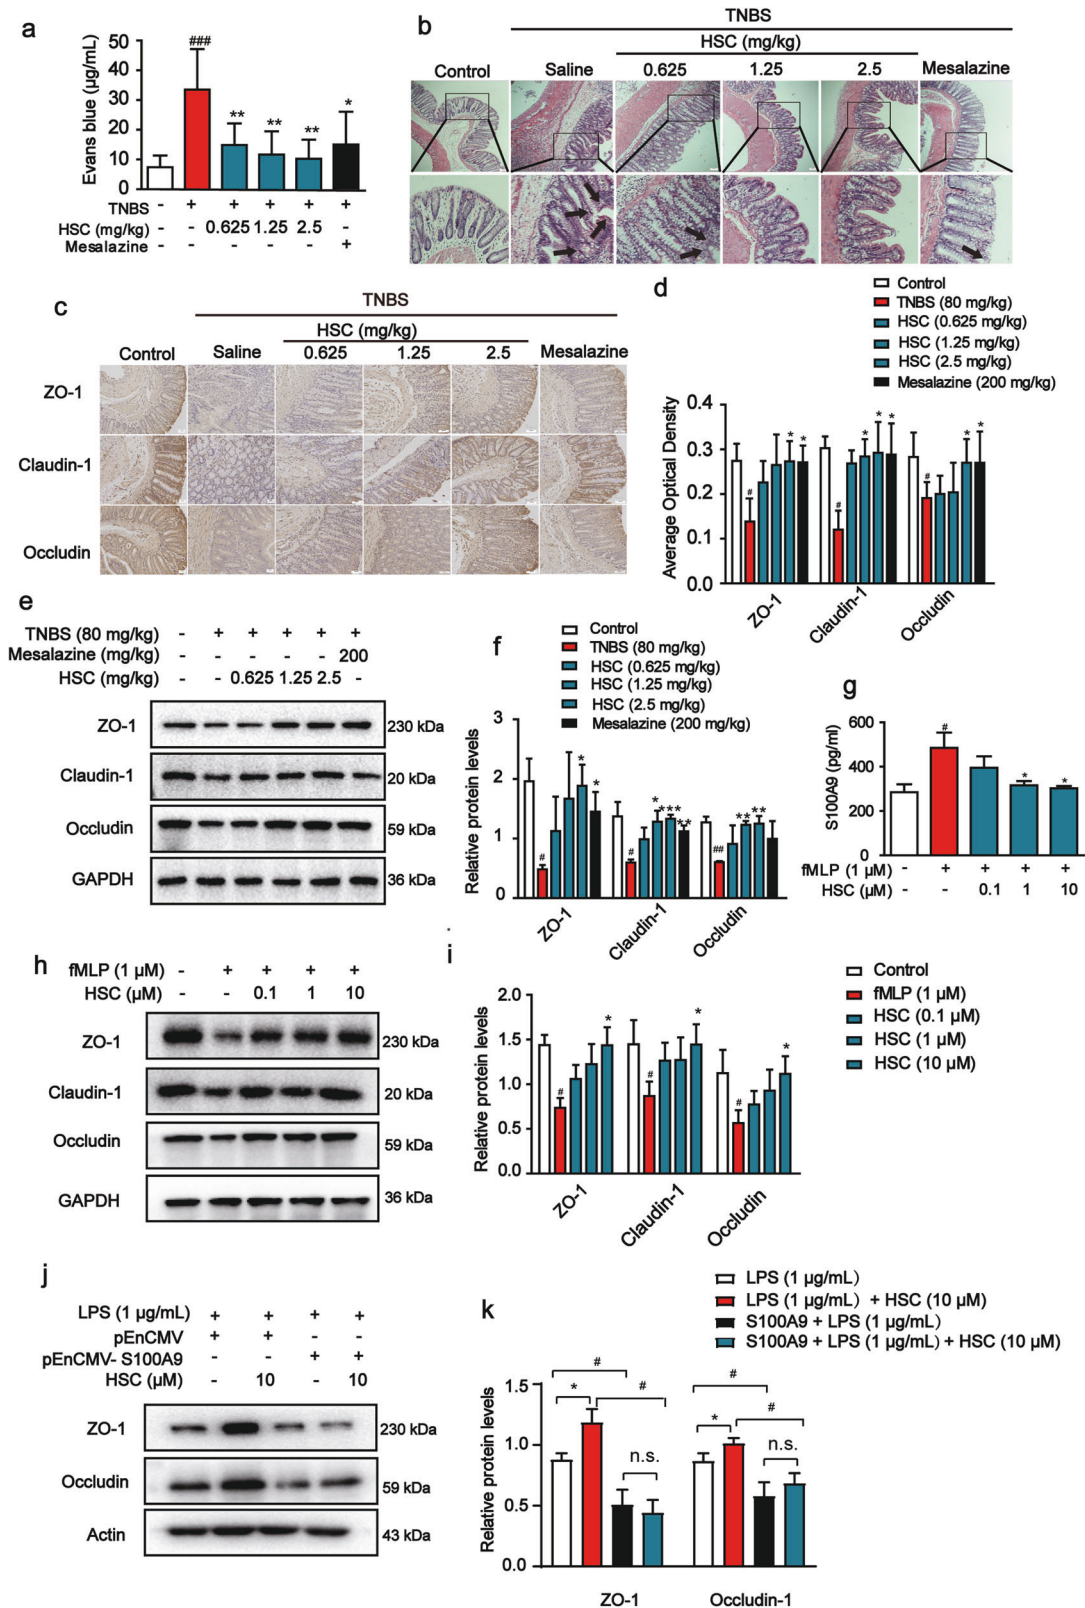 a
Evans blue (µg/mL)
50
40
30
20
10
0
###
** ** ** *
TNBS - + + + + +
HSC (mg/kg) - - 0.625 1.25 2.5 -
Mesalazine - - - - - +
b
TNBS
HSC (mg/kg)
Control Saline 0.625 1.25 2.5 Mesalazine
c
TNBS
HSC (mg/kg)
Control Saline 0.625 1.25 2.5 Mesalazine
ZO-1
Claudin-1
Occludin
d
Control
TNBS (80 mg/kg)
HSC (0.625 mg/kg)
HSC (1.25 mg/kg)
HSC (2.5 mg/kg)
Mesalazine (200 mg/kg)
Average Optical Density
0.4
0.3
0.2
0.1
0.0
# * *
# * * *
# * *
ZO-1 Claudin-1 Occludin
e
TNBS (80 mg/kg) - + + + + +
Mesalazine (mg/kg) - - - - - 200
HSC (mg/kg) - - 0.625 1.25 2.5 -
ZO-1 230 kDa
Claudin-1 20 kDa
Occludin 59 kDa
GAPDH 36 kDa
f
Control
TNBS (80 mg/kg)
HSC (0.625 mg/kg)
HSC (1.25 mg/kg)
HSC (2.5 mg/kg)
Mesalazine (200 mg/kg)
Relative protein levels
3
2
1
0
# * *
# * *** **
## ** **
ZO-1 Claudin-1 Occludin
g
S100A9 (pg/ml)
600
400
200
0
# * *
fMLP (1 µM) - + + + +
HSC (µM) - - 0.1 1 10
h
fMLP (1 µM) - + + + +
HSC (µM) - - 0.1 1 10
ZO-1 230 kDa
Claudin-1 20 kDa
Occludin 59 kDa
GAPDH 36 kDa
i
Control
fMLP (1 µM)
HSC (0.1 µM)
HSC (1 µM)
HSC (10 µM)
Relative protein levels
2.0
1.5
1.0
0.5
0.0
# *
# *
# *
ZO-1 Claudin-1 Occludin
j
LPS (1 µg/mL) + + + +
pEnCMV + + - -
pEnCMV- S100A9 - - + +
HSC (µM) - 10 - 10
ZO-1 230 kDa
Occludin 59 kDa
Actin 43 kDa
k
LPS (1 µg/mL)
LPS (1 µg/mL) + HSC (10 µM)
S100A9 + LPS (1 µg/mL)
S100A9 + LPS (1 µg/mL) + HSC (10 µM)
Relative protein levels
1.5
1.0
0.5
0.0
# * # n.s.
# * # n.s.
ZO-1 Occludin-1